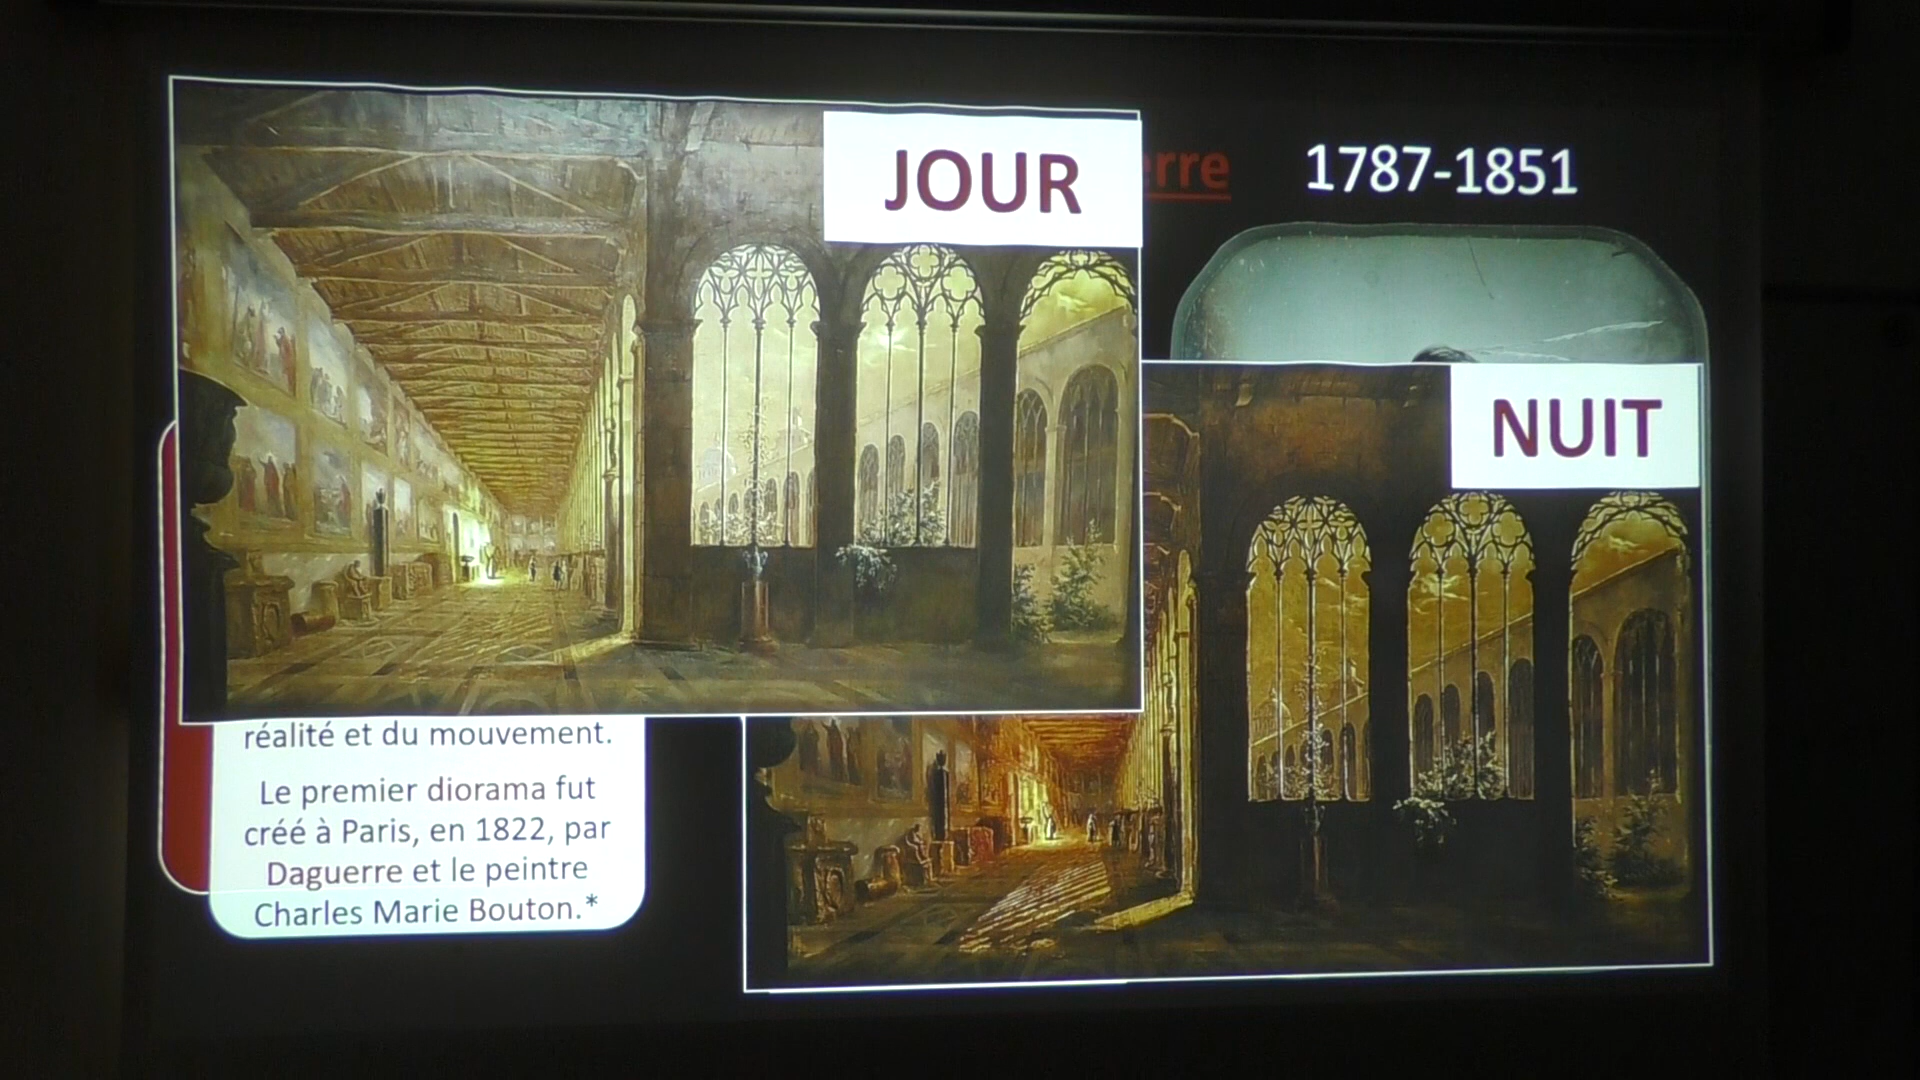 JOUR
erre 1787-1851
NUIT
réalité et du mouvement.
Le premier diorama fut
créé à Paris, en 1822, par
Daguerre et le peintre
Charles Marie Bouton.*